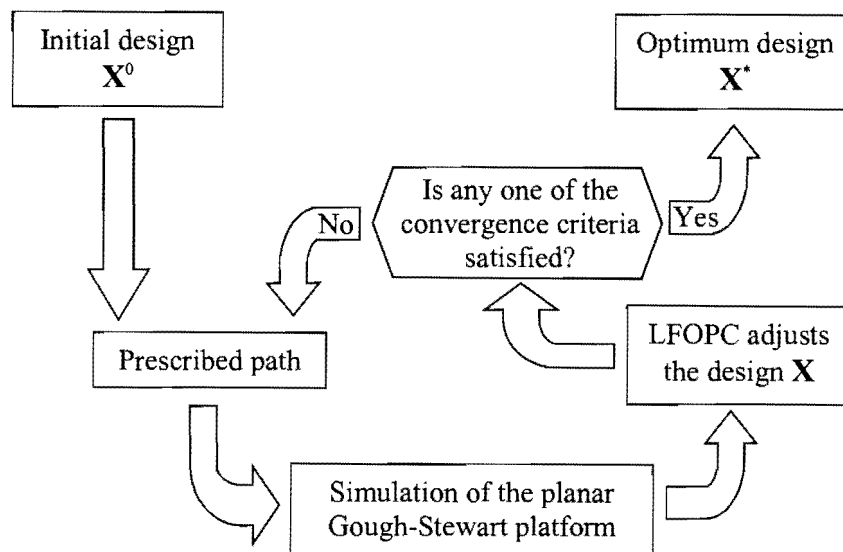 Initial design
X⁰
Optimum design
X*
Is any one of the
convergence criteria
satisfied?
No
Yes
Prescribed path
LFOPC adjusts
the design X
Simulation of the planar
Gough-Stewart platform